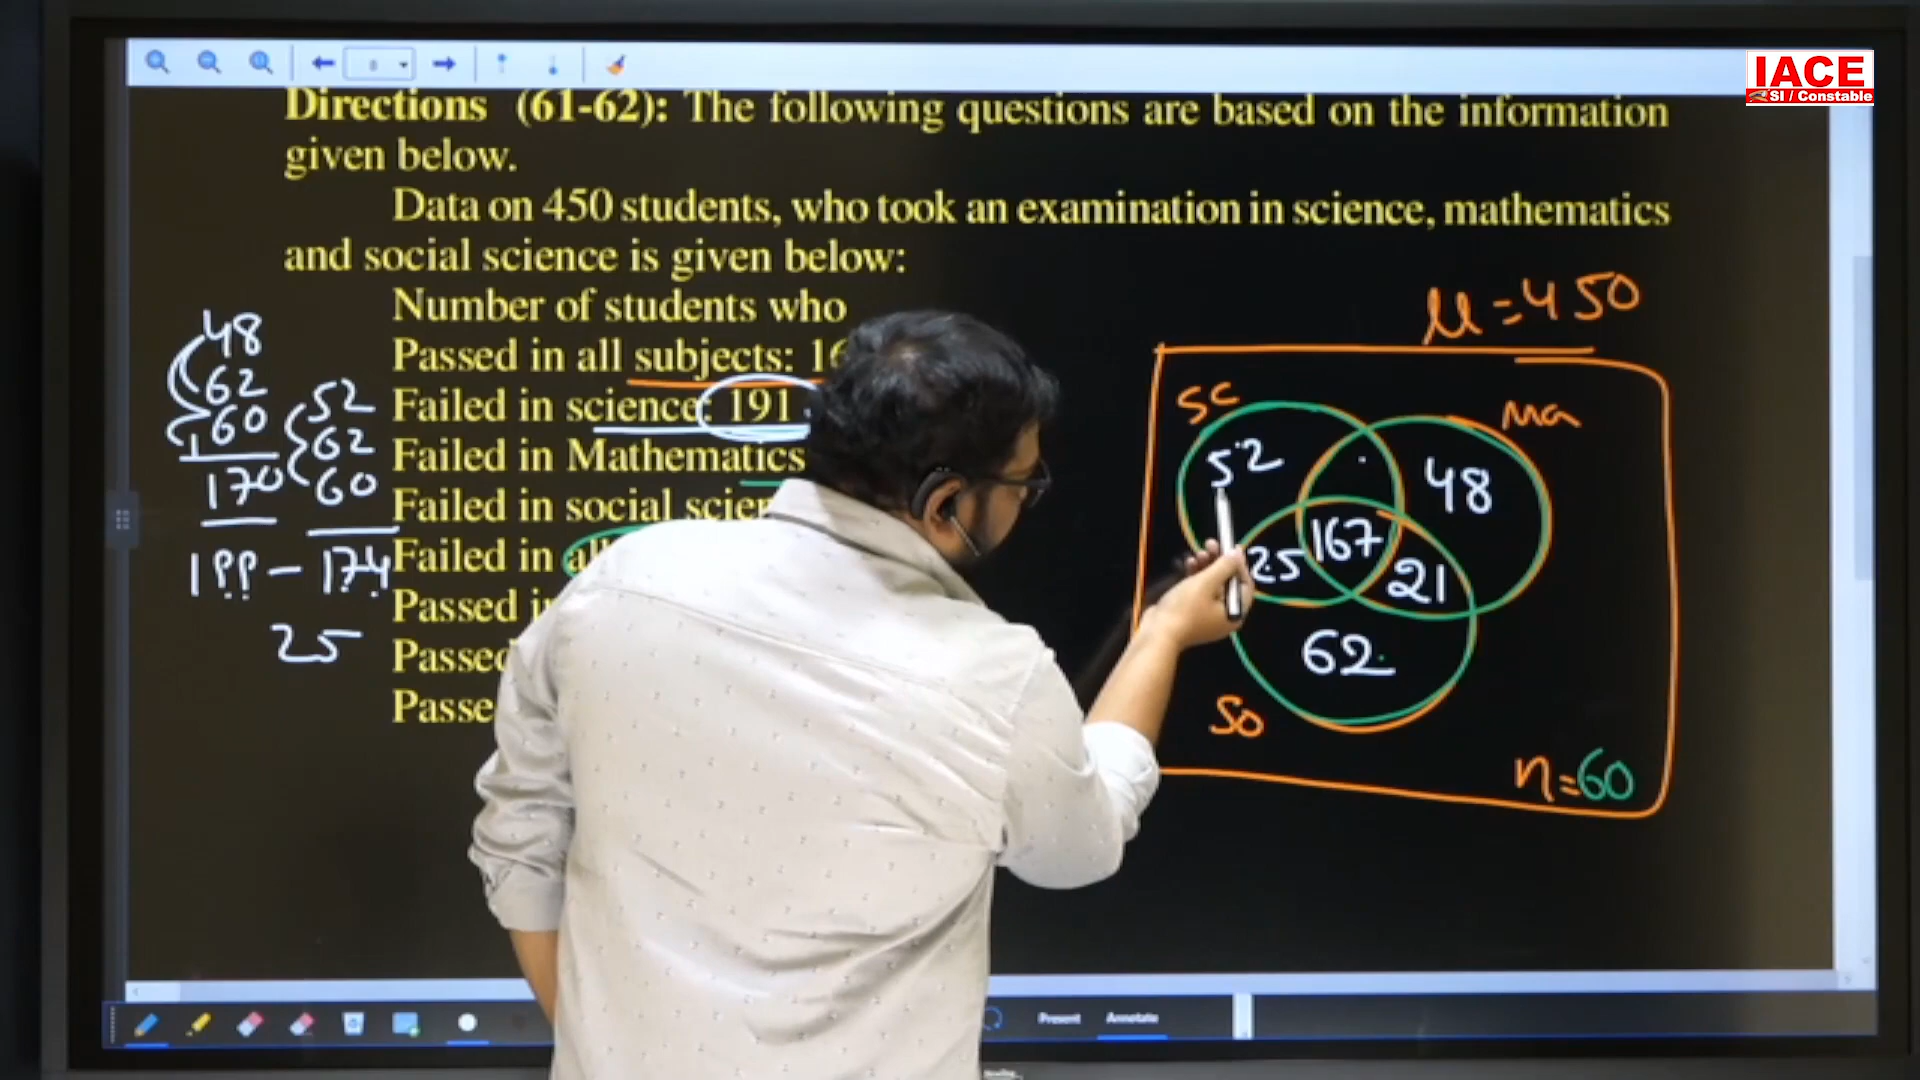 IACE
SI / Constable
8
Directions (61-62): The following questions are based on the information
given below.
Data on 450 students, who took an examination in science, mathematics
and social science is given below:
Number of students who
Passed in all subjects: 16
Failed in science: 191
Failed in Mathematics
Failed in social scien
Failed in al
Passed in
Passed
Passe
48
62
60
170
52
62
60
199 - 174
25
μ = 450
SC
Ma
52
48
167
25
21
62
SO
n = 60
Present
Annotate